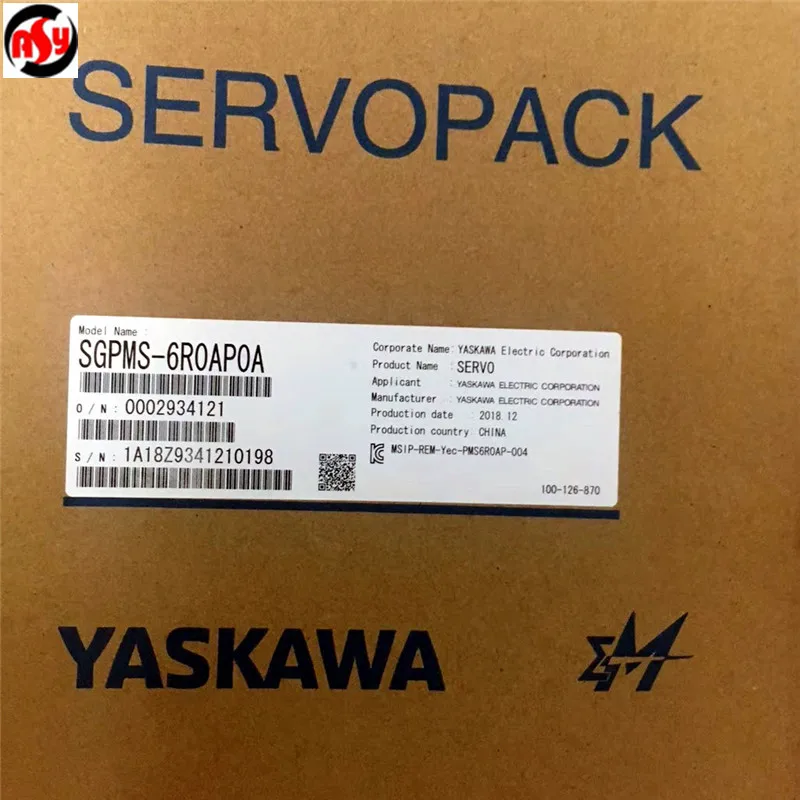 ASY
SERVOPACK
Model Name :
SGPMS-6R0AP0A
O/N: 0002934121
S/N: 1A18Z9341210198
Corporate Name: YASKAWA Electric Corporation
Product Name : SERVO
Applicant : YASKAWA ELECTRIC CORPORATION
Manufacturer : YASKAWA ELECTRIC CORPORATION
Production date : 2018.12
Production country: CHINA
MSIP-REM-Yec-PMS6R0AP-004
100-126-870
YASKAWA
ΣM